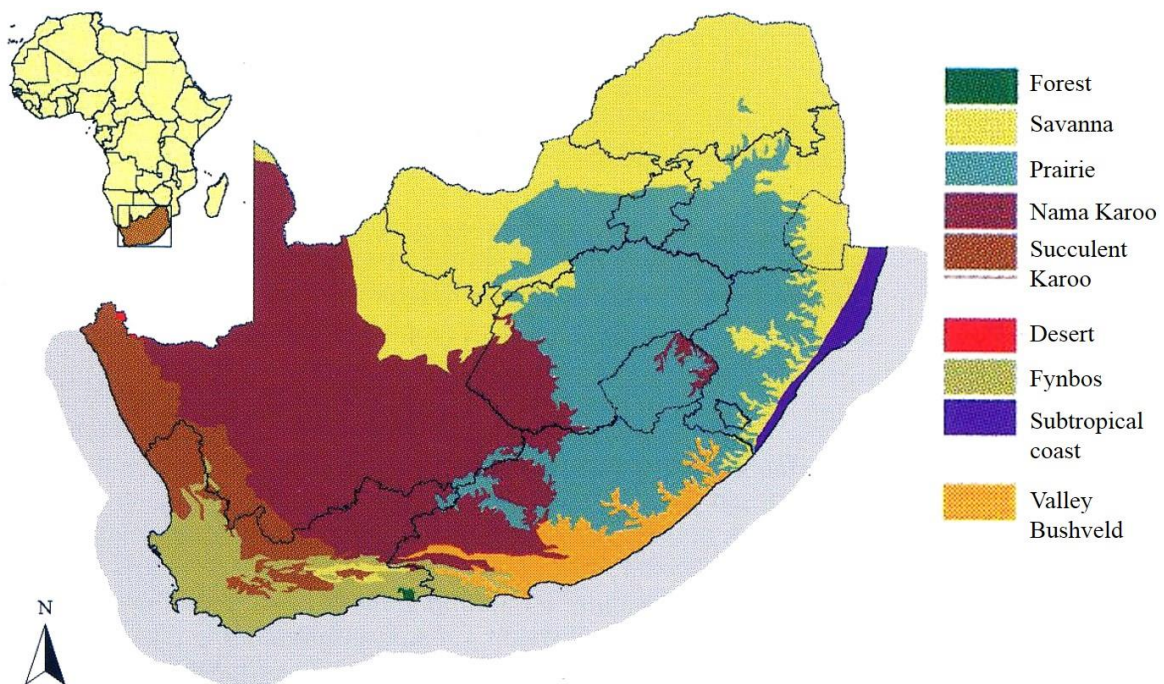 Forest
Savanna
Prairie
Nama Karoo
Succulent
Karoo
Desert
Fynbos
Subtropical
coast
Valley
Bushveld
N